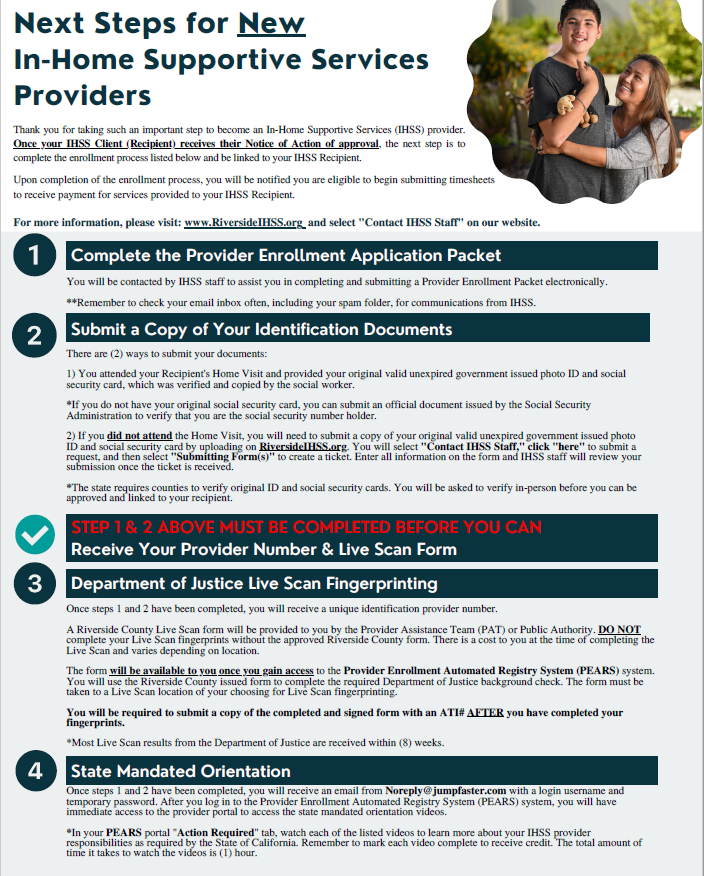 Next Steps for New
In-Home Supportive Services
Providers
Thank you for taking such an important step to become an In-Home Supportive Services (IHSS) provider.
Once your IHSS Client (Recipient) receives their Notice of Action of approval, the next step is to
complete the enrollment process listed below and be linked to your IHSS Recipient.
Upon completion of the enrollment process, you will be notified you are eligible to begin submitting timesheets
to receive payment for services provided to your IHSS Recipient.
For more information, please visit: www.RiversideIHSS.org and select "Contact IHSS Staff" on our website.
1 Complete the Provider Enrollment Application Packet
You will be contacted by IHSS staff to assist you in completing and submitting a Provider Enrollment Packet electronically.
**Remember to check your email inbox often, including your spam folder, for communications from IHSS.
2 Submit a Copy of Your Identification Documents
There are (2) ways to submit your documents:
1) You attended your Recipient's Home Visit and provided your original valid unexpired government issued photo ID and social
security card, which was verified and copied by the social worker.
*If you do not have your original social security card, you can submit an official document issued by the Social Security
Administration to verify that you are the social security number holder.
2) If you did not attend the Home Visit, you will need to submit a copy of your original valid unexpired government issued photo
ID and social security card by uploading on RiversideIHSS.org. You will select "Contact IHSS Staff," click "here" to submit a
request, and then select "Submitting Form(s)" to create a ticket. Enter all information on the form and IHSS staff will review your
submission once the ticket is received.
*The state requires counties to verify original ID and social security cards. You will be asked to verify in-person before you can be
approved and linked to your recipient.
STEP 1 & 2 ABOVE MUST BE COMPLETED BEFORE YOU CAN
Receive Your Provider Number & Live Scan Form
3 Department of Justice Live Scan Fingerprinting
Once steps 1 and 2 have been completed, you will receive a unique identification provider number.
A Riverside County Live Scan form will be provided to you by the Provider Assistance Team (PAT) or Public Authority. DO NOT
complete your Live Scan fingerprints without the approved Riverside County form. There is a cost to you at the time of completing the
Live Scan and varies depending on location.
The form will be available to you once you gain access to the Provider Enrollment Automated Registry System (PEARS) system.
You will use the Riverside County issued form to complete the required Department of Justice background check. The form must be
taken to a Live Scan location of your choosing for Live Scan fingerprinting.
You will be required to submit a copy of the completed and signed form with an ATI# AFTER you have completed your
fingerprints.
*Most Live Scan results from the Department of Justice are received within (8) weeks.
4 State Mandated Orientation
Once steps 1 and 2 have been completed, you will receive an email from Noreply@jumpfaster.com with a login username and
temporary password. After you log in to the Provider Enrollment Automated Registry System (PEARS) system, you will have
immediate access to the provider portal to access the state mandated orientation videos.
*In your PEARS portal "Action Required" tab, watch each of the listed videos to learn more about your IHSS provider
responsibilities as required by the State of California. Remember to mark each video complete to receive credit. The total amount of
time it takes to watch the videos is (1) hour.